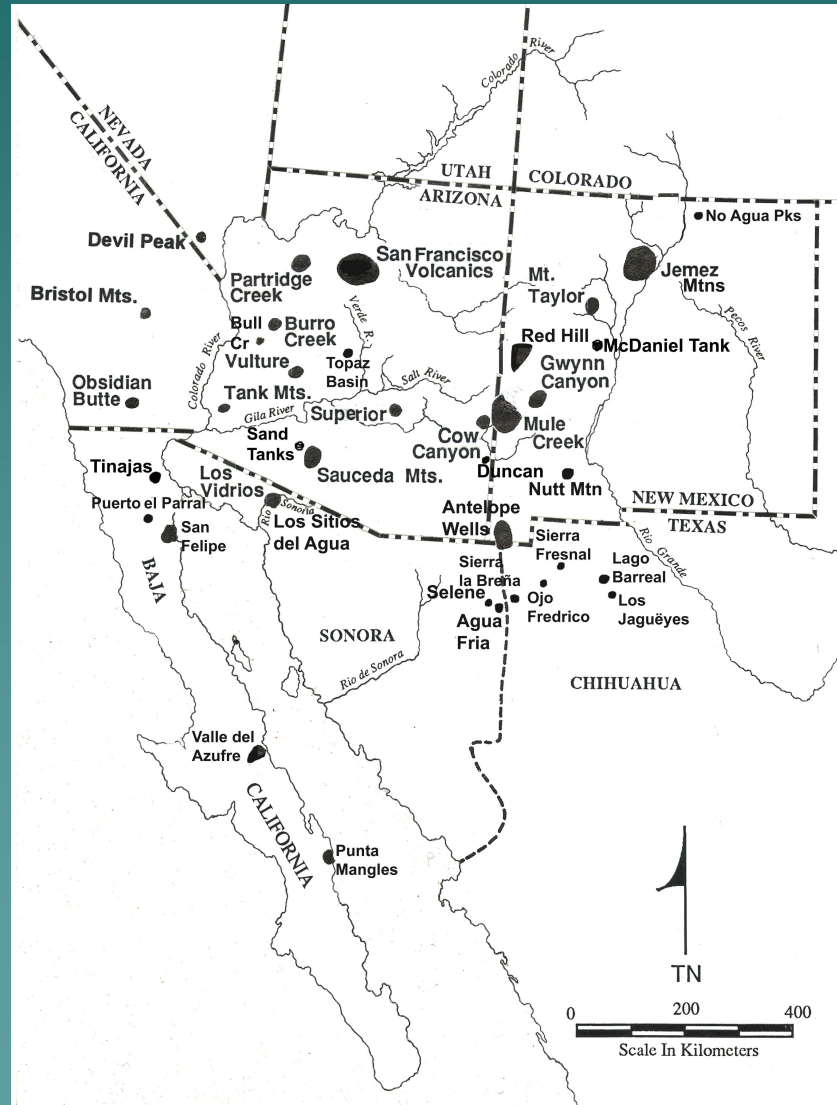 Colorado
River
NEVADA
CALIFORNIA
UTAH
COLORADO
ARIZONA
No Agua Pks
Devil Peak
San Francisco
Volcanics
Partridge
Creek
Mt.
Taylor
Jemez
Mtns
Bristol Mts.
Verde R.
Pecos River
Bull
Cr
Burro
Creek
Red Hill
McDaniel Tank
Colorado River
Vulture
Topaz
Basin
Gwynn
Canyon
Salt River
Obsidian
Butte
Tank Mts.
Gila River
Superior
Mule
Creek
Sand
Tanks
Cow
Canyon
Tinajas
Los
Vidrios
Sauceda Mts.
Duncan
Nutt Mtn
NEW MEXICO
TEXAS
Puerto el Parral
Rio Sonoita
Antelope
Wells
San
Felipe
Los Sitios
del Agua
Sierra
Fresnal
Rio Grande
BAJA
Sierra
la Breña
Lago
Barreal
Selene
Ojo
Fredrico
Los
Jaguëyes
Agua
Fria
SONORA
Rio de Sonora
CHIHUAHUA
Valle del
Azufre
CALIFORNIA
Punta
Mangles
TN
0 200 400
Scale In Kilometers